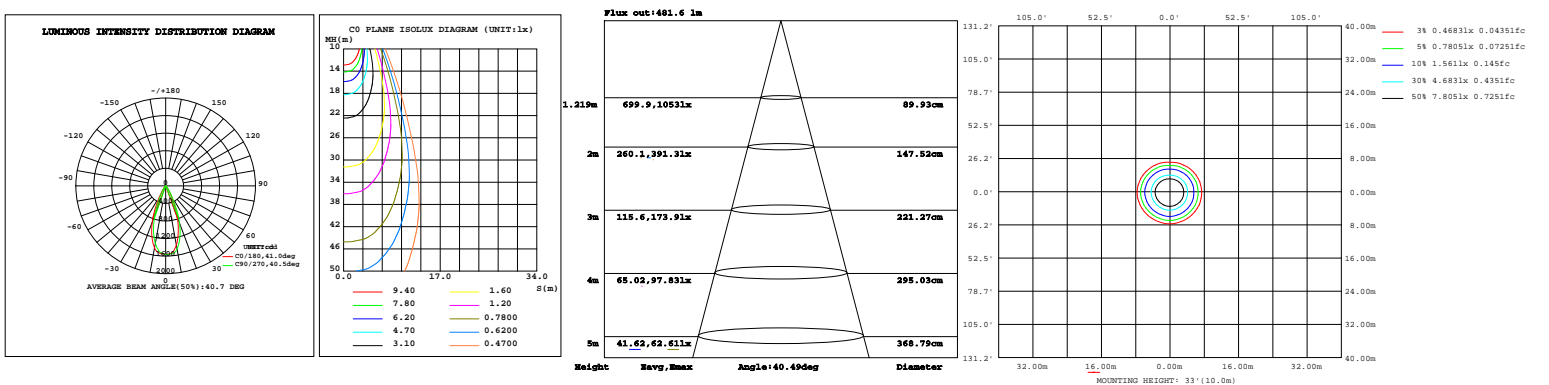 LUMINOUS INTENSITY DISTRIBUTION DIAGRAM
-/+180
-150 150
-120 120
-90 90
-60 60
-30 30
0
400
800
1200
1600
2000
UNIT:cd
C0/180,41.0deg
C90/270,40.5deg
AVERAGE BEAM ANGLE(50%):40.7 DEG
C0 PLANE ISOLUX DIAGRAM (UNIT:lx)
MH(m)
10
14
18
22
26
30
34
38
42
46
50
0.0 17.0 34.0
S(m)
9.40 1.60
7.80 1.20
6.20 0.7800
4.70 0.6200
3.10 0.4700
Flux out:481.6 lm
1.219m 699.9,1053lx 89.93cm
2m 260.1,391.3lx 147.52cm
3m 115.6,173.9lx 221.27cm
4m 65.02,97.83lx 295.03cm
5m 41.62,62.61lx 368.79cm
Height Eavg,Emax Angle:40.49deg Diameter
105.0' 52.5' 0.0' 52.5' 105.0'
131.2' 40.00m
105.0' 32.00m
78.7' 24.00m
52.5' 16.00m
26.2' 8.00m
0.0' 0.00m
26.2' 8.00m
52.5' 16.00m
78.7' 24.00m
105.0' 32.00m
131.2' 40.00m
32.00m 16.00m 0.00m 16.00m 32.00m
MOUNTING HEIGHT: 33'(10.0m)
3% 0.4683lx 0.04351fc
5% 0.7805lx 0.07251fc
10% 1.561lx 0.145fc
30% 4.683lx 0.4351fc
50% 7.805lx 0.7251fc